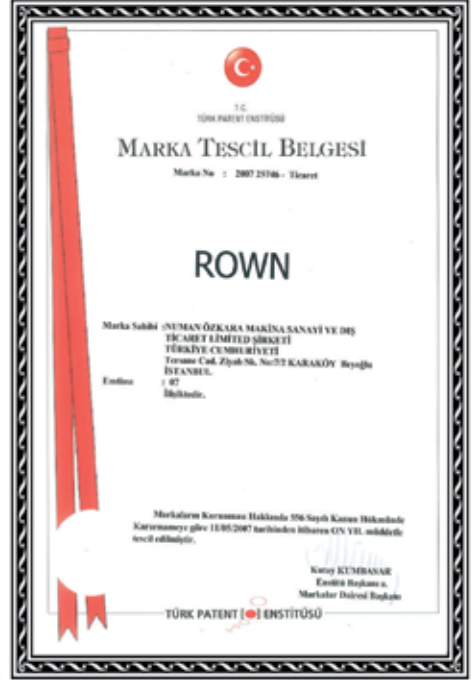 T.C.
TÜRK PATENT ENSTİTÜSÜ
MARKA TESCİL BELGESİ
Marka No : 2007 25746 - Ticaret
ROWN
Marka Sahibi :NUMAN ÖZKARA MAKİNA SANAYİ VE DIŞ
TİCARET LİMİTED ŞİRKETİ
TÜRKİYE CUMHURİYETİ
Tersane Cad. Ziyalı Sk. No:7/7 KARAKÖY Beyoğlu
İSTANBUL
Emtiası : 07
İlişiktedir.
Markaların Korunması Hakkında 556 Sayılı Kanun Hükmünde
Kararnameye göre 11/05/2007 tarihinden itibaren ON YIL müddetle
tescil edilmiştir.
Kutay KUMBASAR
Enstitü Başkanı a.
Markalar Dairesi Başkanı
TÜRK PATENT ENSTİTÜSÜ